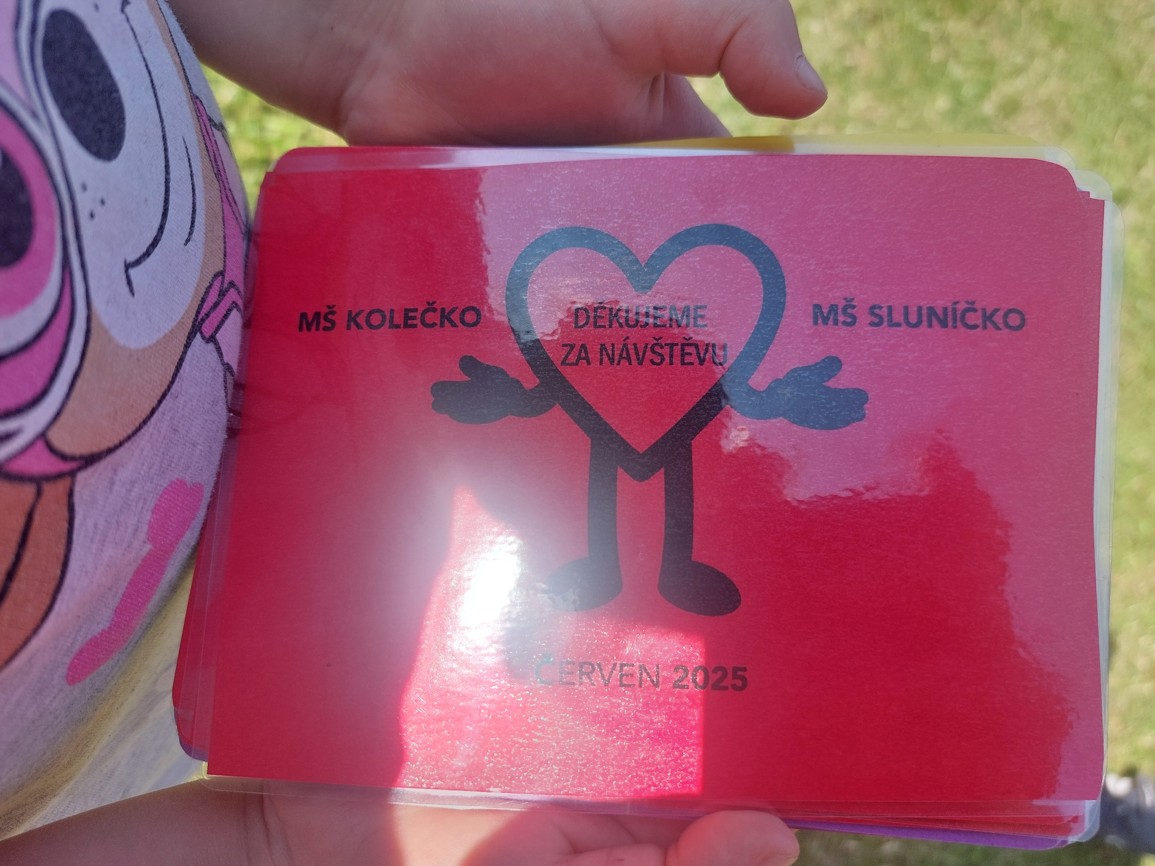 MŠ KOLEČKO
DĚKUJEME
ZA NÁVŠTĚVU
MŠ SLUNÍČKO
ČERVEN 2025